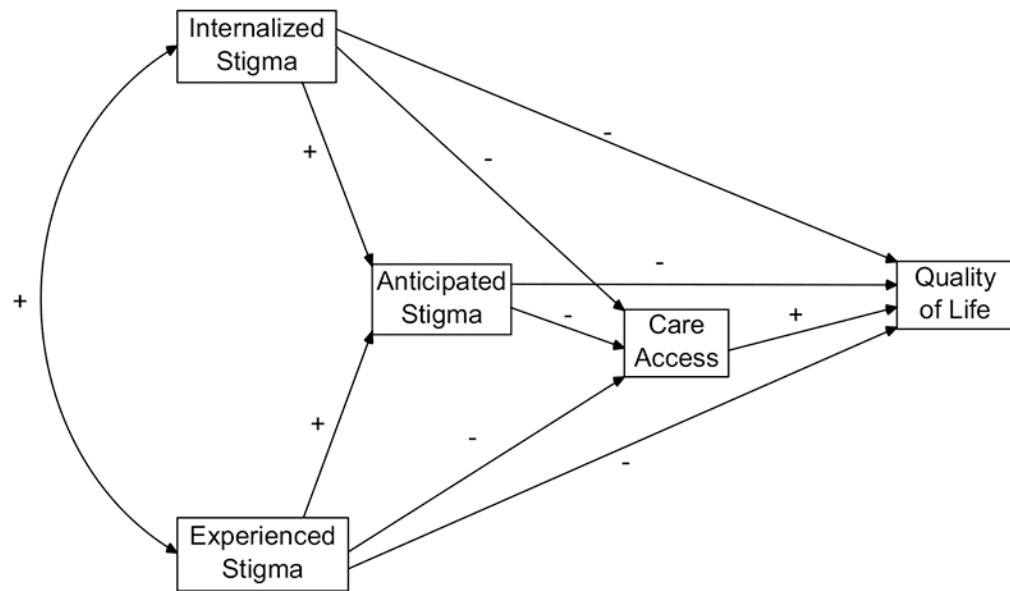 Internalized
Stigma
-
-
+
Anticipated
Stigma
-
-
Quality
of Life
+
Care
Access
+
+
-
-
Experienced
Stigma